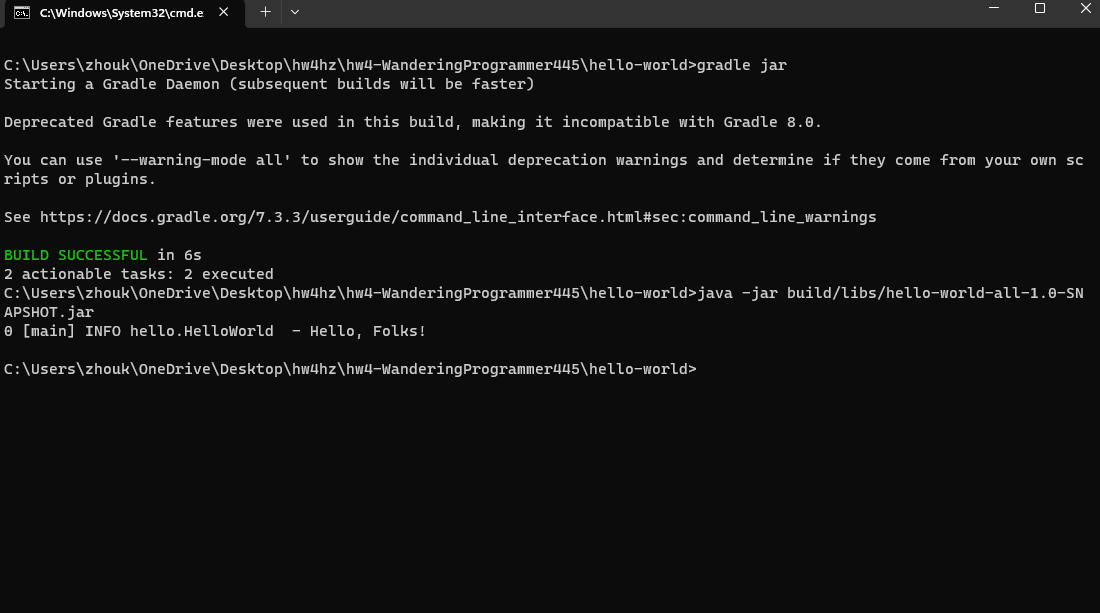 C:\Windows\System32\cmd.e
C:\Users\zhouk\OneDrive\Desktop\hw4hz\hw4-WanderingProgrammer445\hello-world>gradle jar
Starting a Gradle Daemon (subsequent builds will be faster)
Deprecated Gradle features were used in this build, making it incompatible with Gradle 8.0.
You can use '--warning-mode all' to show the individual deprecation warnings and determine if they come from your own sc
ripts or plugins.
See https://docs.gradle.org/7.3.3/userguide/command_line_interface.html#sec:command_line_warnings
BUILD SUCCESSFUL in 6s
2 actionable tasks: 2 executed
C:\Users\zhouk\OneDrive\Desktop\hw4hz\hw4-WanderingProgrammer445\hello-world>java -jar build/libs/hello-world-all-1.0-SN
APSHOT.jar
0 [main] INFO hello.HelloWorld  - Hello, Folks!
C:\Users\zhouk\OneDrive\Desktop\hw4hz\hw4-WanderingProgrammer445\hello-world>